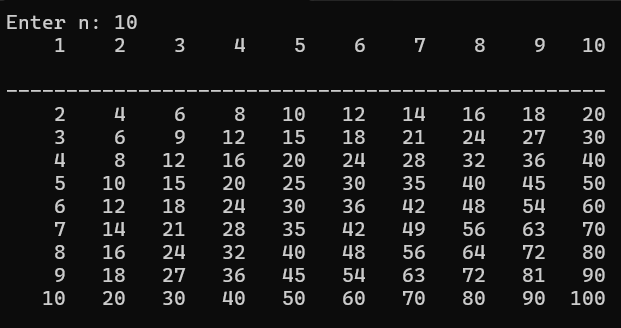 Enter n: 10
    1    2    3    4    5    6    7    8    9   10
--------------------------------------------------
    2    4    6    8   10   12   14   16   18   20
    3    6    9   12   15   18   21   24   27   30
    4    8   12   16   20   24   28   32   36   40
    5   10   15   20   25   30   35   40   45   50
    6   12   18   24   30   36   42   48   54   60
    7   14   21   28   35   42   49   56   63   70
    8   16   24   32   40   48   56   64   72   80
    9   18   27   36   45   54   63   72   81   90
   10   20   30   40   50   60   70   80   90  100